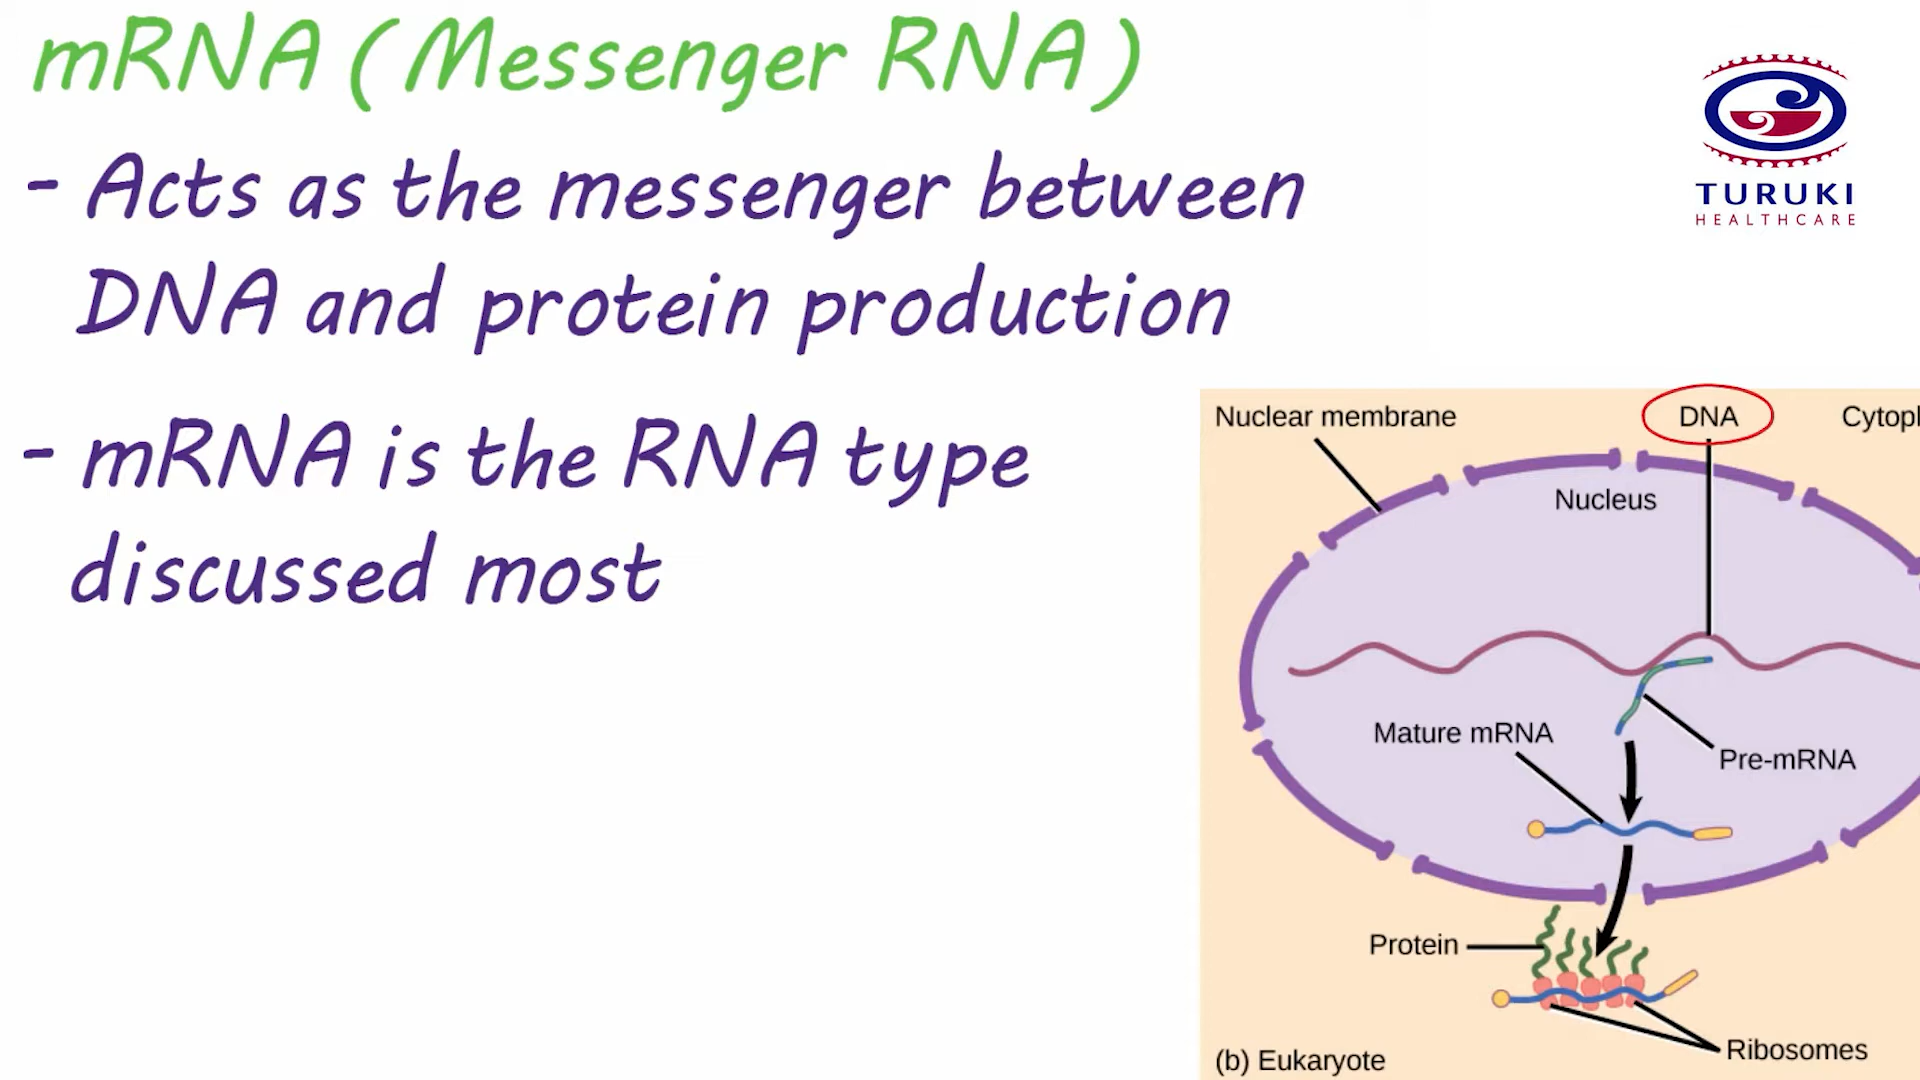 mRNA (Messenger RNA)
- Acts as the messenger between
DNA and protein production
- mRNA is the RNA type
discussed most
TURUKI
HEALTHCARE
Nuclear membrane
DNA
Cytopl
Nucleus
Mature mRNA
Pre-mRNA
Protein
Ribosomes
(b) Eukaryote